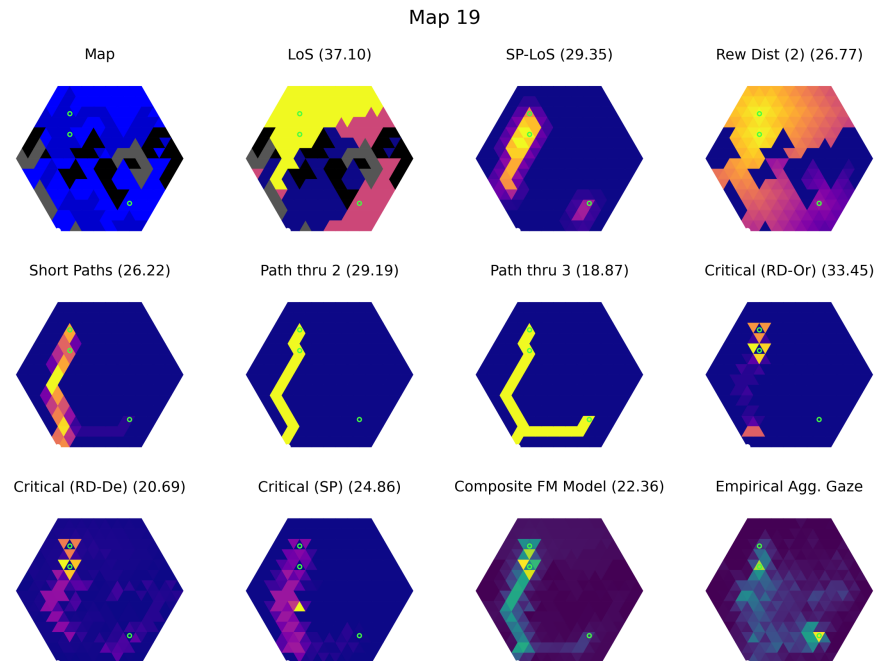 Map 19
Map
LoS (37.10)
SP-LoS (29.35)
Rew Dist (2) (26.77)
Short Paths (26.22)
Path thru 2 (29.19)
Path thru 3 (18.87)
Critical (RD-Or) (33.45)
Critical (RD-De) (20.69)
Critical (SP) (24.86)
Composite FM Model (22.36)
Empirical Agg. Gaze